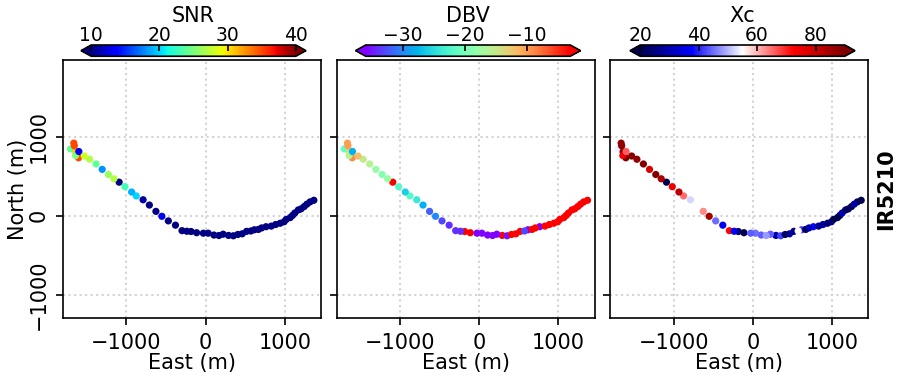 SNR DBV Xc
10 20 30 40 −30 −20 −10 20 40 60 80
North (m)
1000
0
−1000
IR5210
−1000 0 1000 −1000 0 1000 −1000 0 1000
East (m) East (m) East (m)